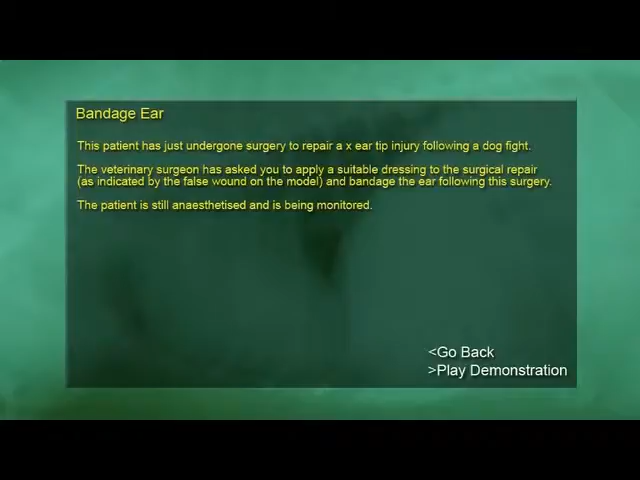 Bandage Ear
This patient has just undergone surgery to repair a x ear tip injury following a dog fight.
The veterinary surgeon has asked you to apply a suitable dressing to the surgical repair
(as indicated by the false wound on the model) and bandage the ear following this surgery.
The patient is still anaesthetised and is being monitored.
<Go Back
>Play Demonstration